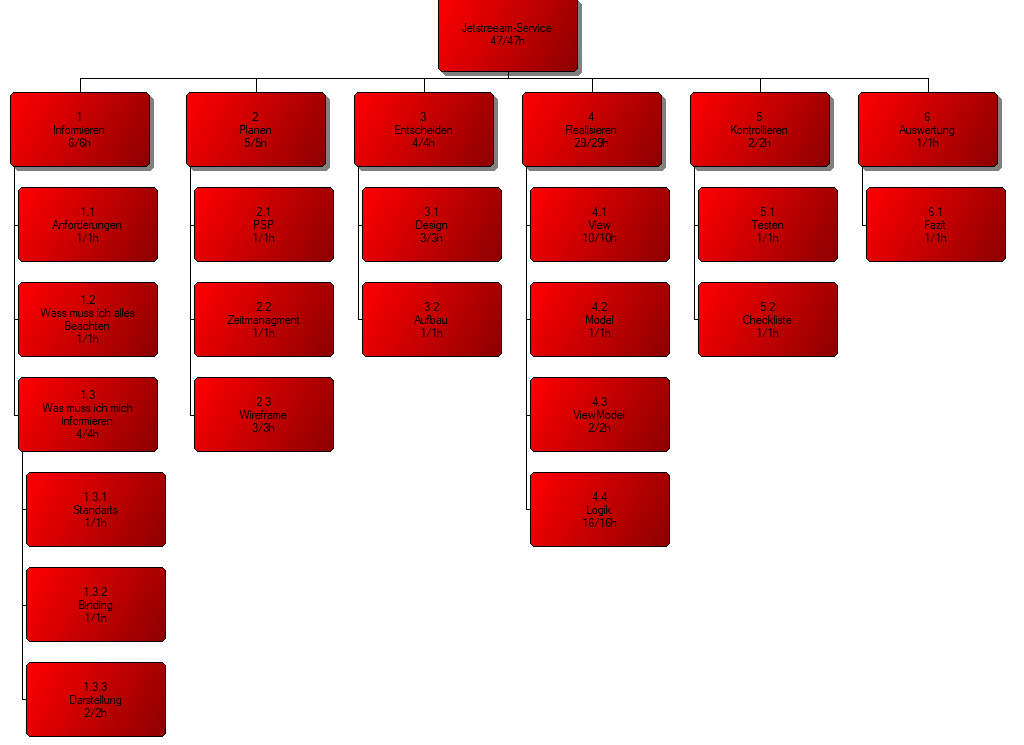 Jetstreeam-Service
47/47h
1
Informieren
6/6h
2
Planen
5/5h
3
Entscheiden
4/4h
4
Realisieren
29/29h
5
Kontrollieren
2/2h
6
Auswertung
1/1h
1.1
Anforderungen
1/1h
2.1
PSP
1/1h
3.1
Design
3/3h
4.1
View
10/10h
5.1
Testen
1/1h
6.1
Fazit
1/1h
1.2
Wass muss ich alles
Beachten
1/1h
2.2
Zeitmanagment
1/1h
3.2
Aufbau
1/1h
4.2
Model
1/1h
5.2
Checkliste
1/1h
1.3
Was muss ich mich
informieren
4/4h
2.3
Wireframe
3/3h
4.3
ViewModel
2/2h
1.3.1
Standarts
1/1h
4.4
Logik
16/16h
1.3.2
Binding
1/1h
1.3.3
Darstellung
2/2h